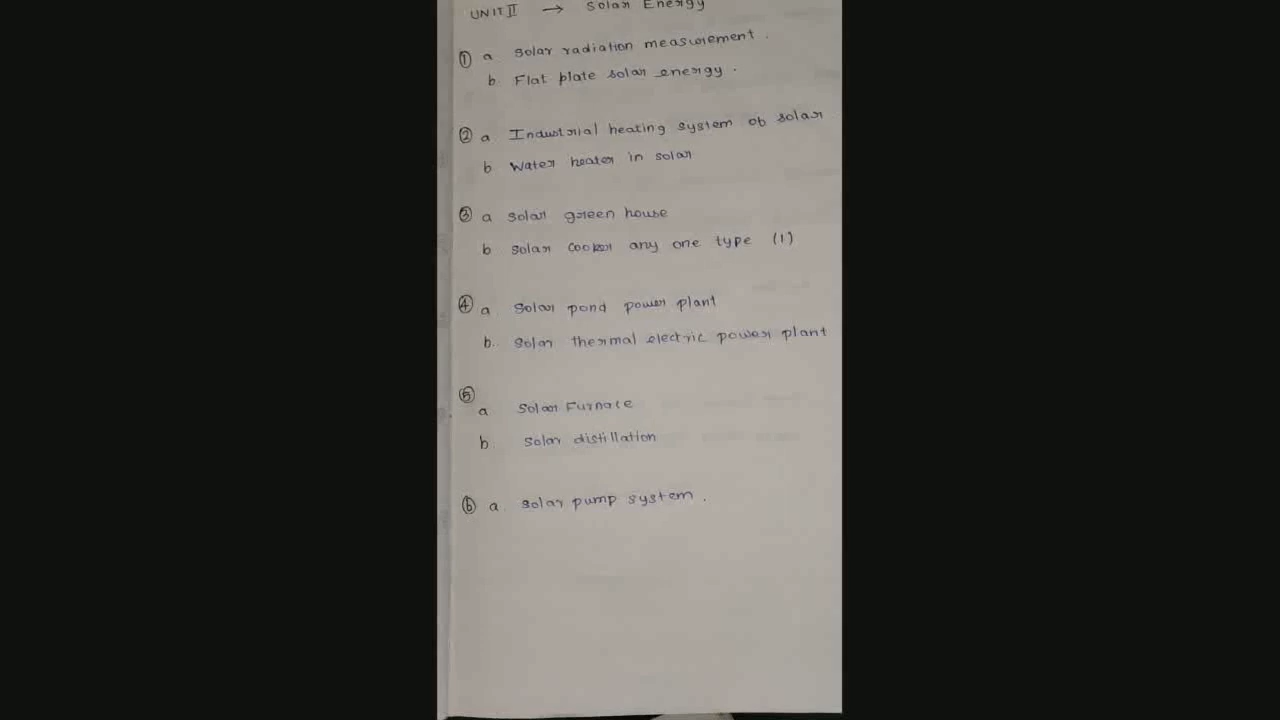 UNIT II → Solar Energy
① a Solar radiation measurement.
b Flat plate solar energy.
② a Industrial heating system ob solar
b Water heater in solar
③ a Solar green house
b Solar cooker any one type (1)
④ a Solar pond power plant
b. Solar thermal electric power plant
⑤
a Solar Furnace
b Solar distillation
⑥ a. Solar pump system.